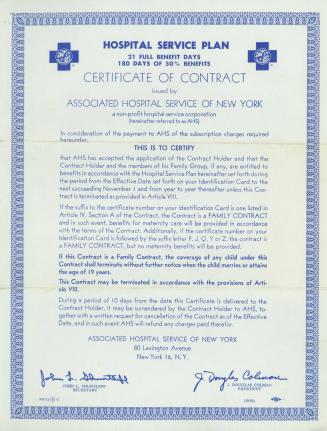 HOSPITAL SERVICE PLAN
21 FULL BENEFIT DAYS
180 DAYS OF 50% BENEFITS
CERTIFICATE OF CONTRACT
issued by
ASSOCIATED HOSPITAL SERVICE OF NEW YORK
a non-profit hospital service corporation
(hereinafter referred to as AHS)
In consideration of the payment to AHS of the subscription charges required
hereunder,
THIS IS TO CERTIFY
that AHS has accepted the application of the Contract Holder and that the
Contract Holder and the members of his Family Group, if any, are entitled to
benefits in accordance with the Hospital Service Plan hereinafter set forth during
the period from the Effective Date set forth on your Identification Card to the
next succeeding November 1 and from year to year thereafter unless this Con-
tract is terminated as provided in Article VIII.
If the suffix to the certificate number on your Identification Card is one listed in
Article IV, Section A of the Contract, the Contract is a FAMILY CONTRACT
and in such event, benefits for maternity care will be provided in accordance
with the terms of the Contract. Additionally, if the certificate number on your
Identification Card is followed by the suffix letter F, J, Q, Y or Z, the contract is
a FAMILY CONTRACT, but no maternity benefits will be provided.
If this Contract is a Family Contract, the coverage of any child under this
Contract shall terminate without further notice when the child marries or attains
the age of 19 years.
This Contract may be terminated in accordance with the provisions of Arti-
cle VIII.
During a period of 10 days from the date this Certificate is delivered to the
Contract Holder, it may be surrendered by the Contract Holder to AHS, to-
gether with a written request for cancellation of the Contract as of the Effective
Date, and in such event AHS will refund any charges paid therefor.
ASSOCIATED HOSPITAL SERVICE OF NEW YORK
80 Lexington Avenue
New York 16, N. Y.
J. Douglas Colman
SECRETARY
J. DOUGLAS COLMAN
PRESIDENT